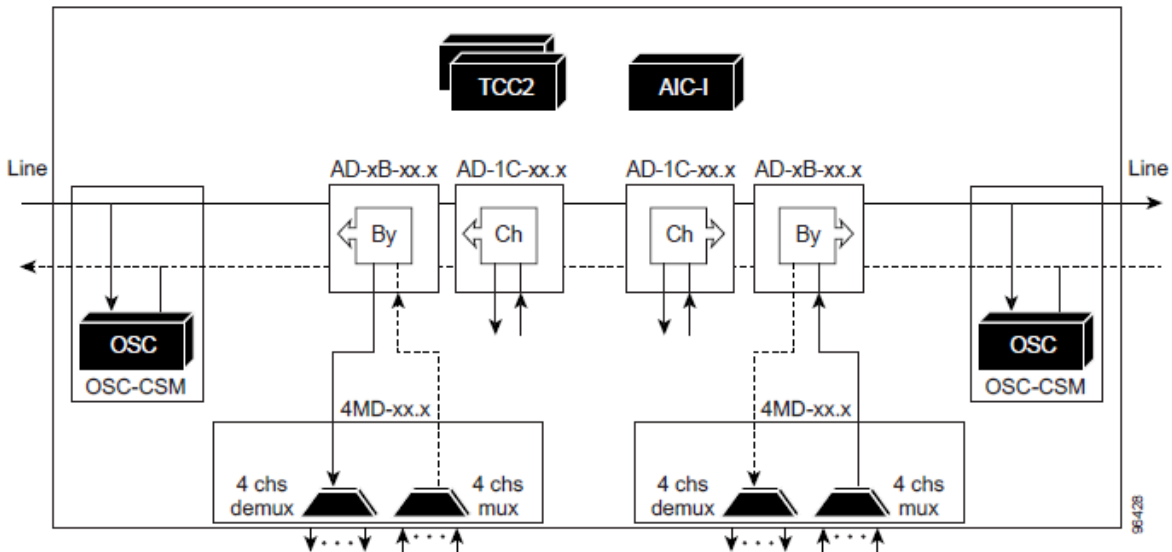 TCC2
AIC-I
Line
AD-xB-xx.x
AD-1C-xx.x
AD-1C-xx.x
AD-xB-xx.x
Line
By
Ch
Ch
By
OSC
OSC-CSM
OSC
OSC-CSM
4MD-xx.x
4 chs
demux
4 chs
mux
4MD-xx.x
4 chs
demux
4 chs
mux
96428